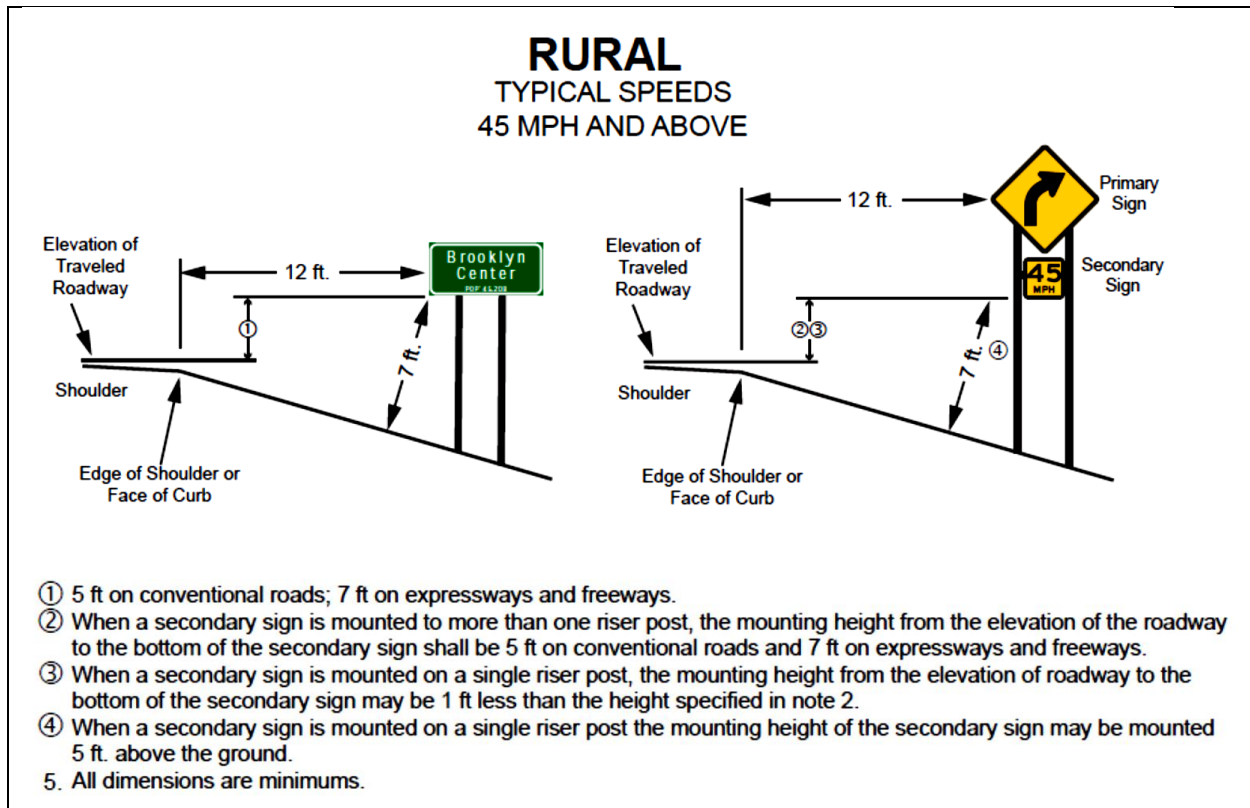 RURAL
TYPICAL SPEEDS
45 MPH AND ABOVE
Elevation of
Traveled
Roadway
12 ft.
Brooklyn
Center
①
7 ft.
Shoulder
Edge of Shoulder or
Face of Curb
Elevation of
Traveled
Roadway
12 ft.
Primary
Sign
45
MPH
Secondary
Sign
②③
7 ft. ④
Shoulder
Edge of Shoulder or
Face of Curb
① 5 ft on conventional roads; 7 ft on expressways and freeways.
② When a secondary sign is mounted to more than one riser post, the mounting height from the elevation of the roadway
to the bottom of the secondary sign shall be 5 ft on conventional roads and 7 ft on expressways and freeways.
③ When a secondary sign is mounted on a single riser post, the mounting height from the elevation of roadway to the
bottom of the secondary sign may be 1 ft less than the height specified in note 2.
④ When a secondary sign is mounted on a single riser post the mounting height of the secondary sign may be mounted
5 ft. above the ground.
5. All dimensions are minimums.